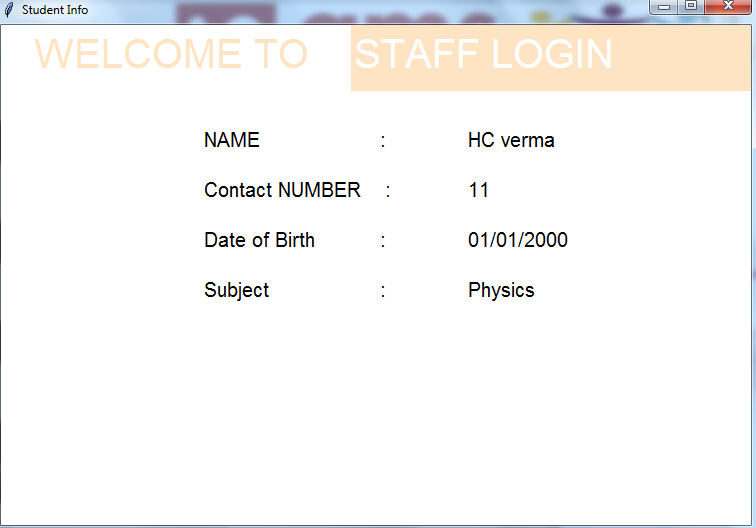 Student Info
WELCOME TO STAFF LOGIN
NAME : HC verma
Contact NUMBER : 11
Date of Birth : 01/01/2000
Subject : Physics